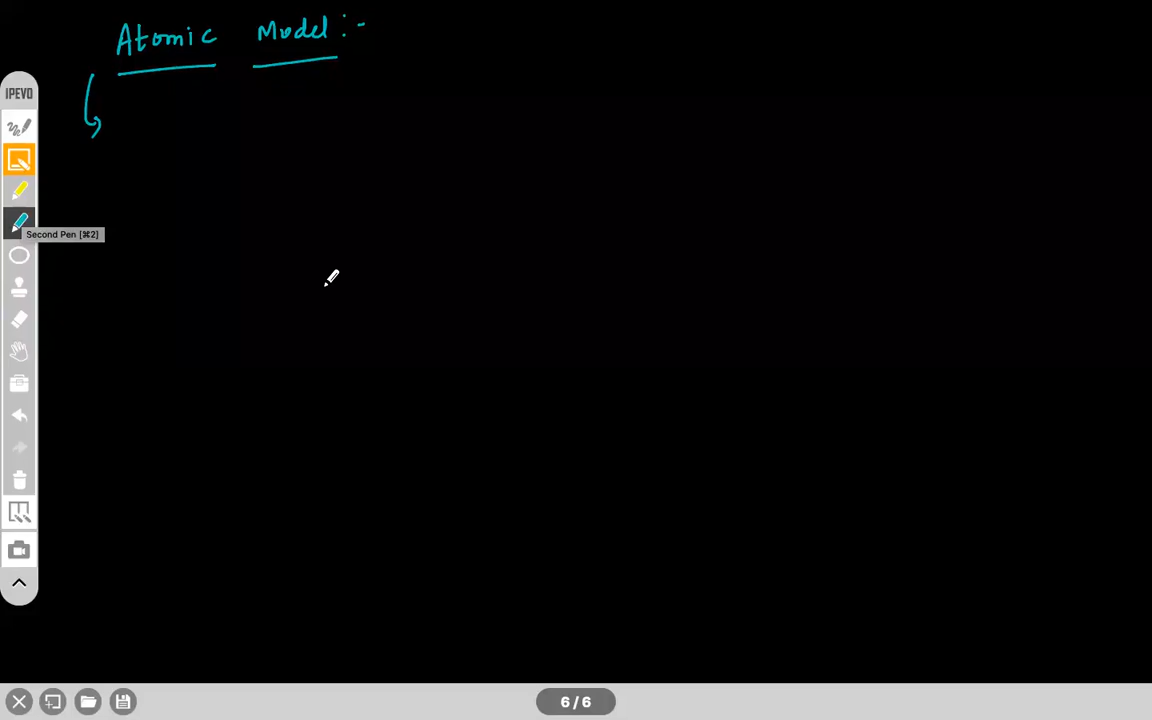 Atomic Model :-
IPEVO
Second Pen [⌘2]
6 / 6